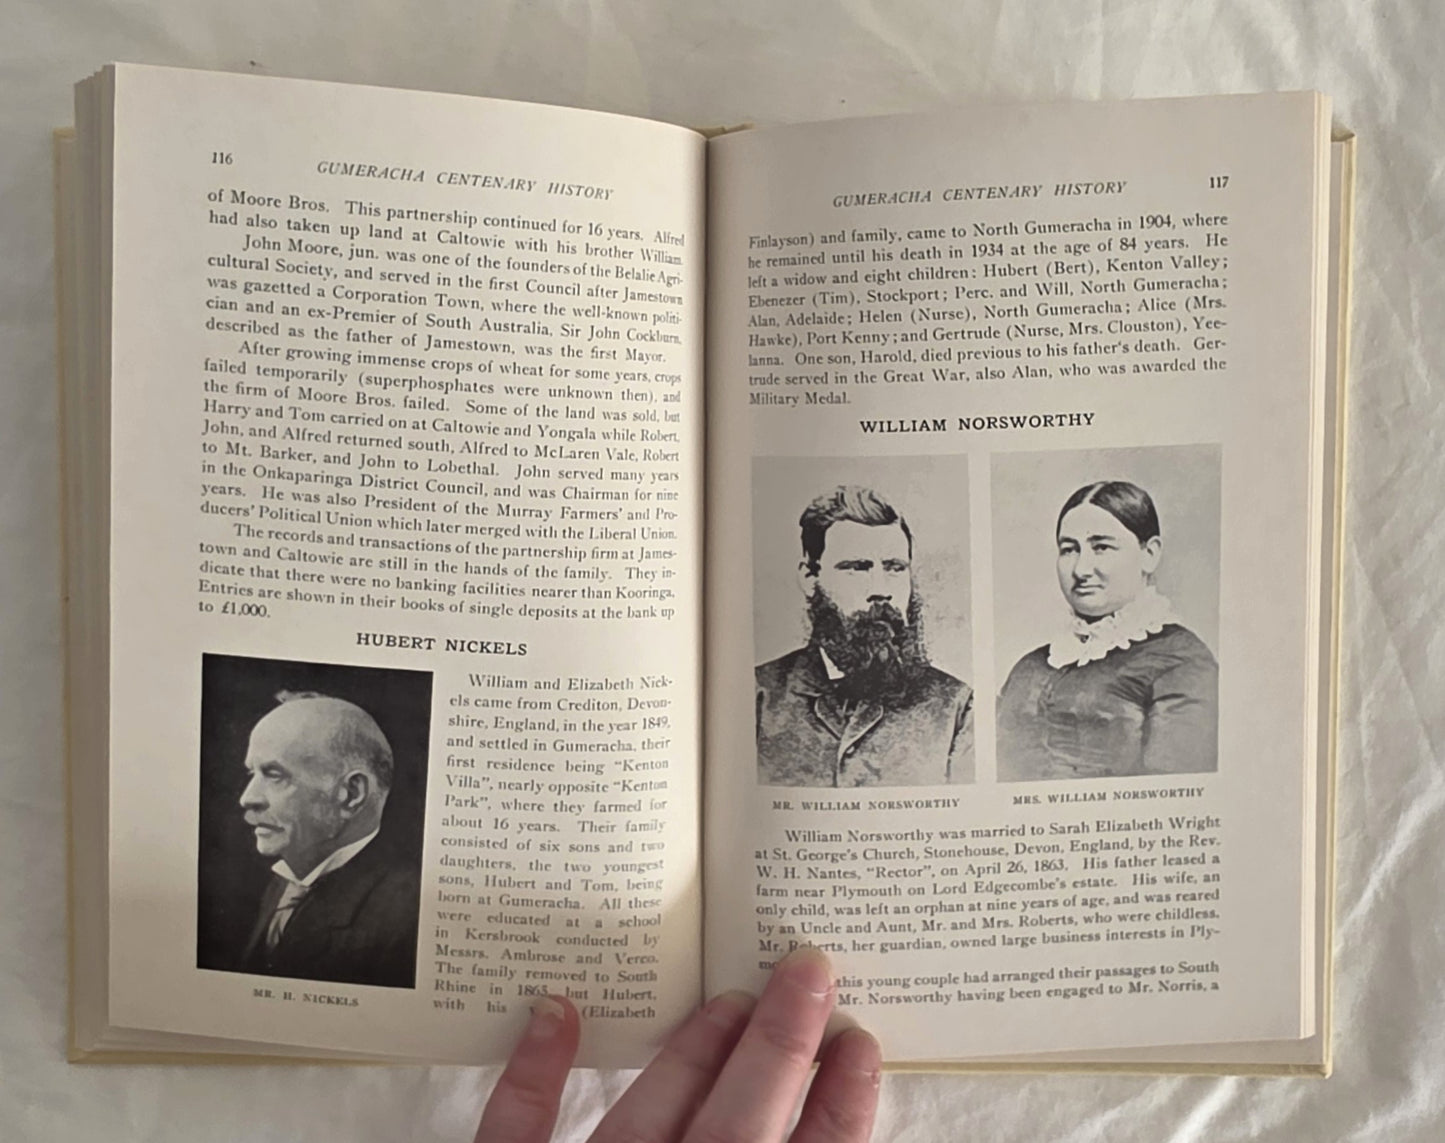 116
GUMERACHA CENTENARY HISTORY
of Moore Bros. This partnership continued for 16 years. Alfred
had also taken up land at Caltowie with his brother William.
John Moore, jun. was one of the founders of the Belalie Agri-
cultural Society, and served in the first Council after Jamestown
was gazetted a Corporation Town, where the well-known politi-
cian and an ex-Premier of South Australia, Sir John Cockburn,
described as the father of Jamestown, was the first Mayor.
After growing immense crops of wheat for some years, crops
failed temporarily (superphosphates were unknown then), and
the firm of Moore Bros. failed. Some of the land was sold, but
Harry and Tom carried on at Caltowie and Yongala while Robert,
John, and Alfred returned south, Alfred to McLaren Vale, Robert
to Mt. Barker, and John to Lobethal. John served many years
in the Onkaparinga District Council, and was Chairman for nine
years. He was also President of the Murray Farmers' and Pro-
ducers' Political Union which later merged with the Liberal Union.
The records and transactions of the partnership firm at James-
town and Caltowie are still in the hands of the family. They in-
dicate that there were no banking facilities nearer than Kooringa.
Entries are shown in their books of single deposits at the bank up
to £1,000.
HUBERT NICKELS
William and Elizabeth Nick-
els came from Crediton, Devon-
shire, England, in the year 1849,
and settled in Gumeracha, their
first residence being "Kenton
Villa", nearly opposite "Kenton
Park", where they farmed for
about 16 years. Their family
consisted of six sons and two
daughters, the two youngest
sons, Hubert and Tom, being
born at Gumeracha. All these
were educated at a school
in Kersbrook conducted by
Messrs. Ambrose and Verco.
The family removed to South
Rhine in 1865, but Hubert,
with his (Elizabeth
MR. H. NICKELS
GUMERACHA CENTENARY HISTORY
117
Finlayson) and family, came to North Gumeracha in 1904, where
he remained until his death in 1934 at the age of 84 years. He
left a widow and eight children: Hubert (Bert), Kenton Valley;
Ebenezer (Tim), Stockport; Perc. and Will, North Gumeracha;
Alan, Adelaide; Helen (Nurse), North Gumeracha; Alice (Mrs.
Hawke), Port Kenny; and Gertrude (Nurse, Mrs. Clouston), Yee-
lanna. One son, Harold, died previous to his father's death. Ger-
trude served in the Great War, also Alan, who was awarded the
Military Medal.
WILLIAM NORSWORTHY
MR. WILLIAM NORSWORTHY
MRS. WILLIAM NORSWORTHY
William Norsworthy was married to Sarah Elizabeth Wright
at St. George's Church, Stonehouse, Devon, England, by the Rev.
W. H. Nantes, "Rector", on April 26, 1863. His father leased a
farm near Plymouth on Lord Edgecombe's estate. His wife, an
only child, was left an orphan at nine years of age, and was reared
by an Uncle and Aunt, Mr. and Mrs. Roberts, who were childless.
Mr. Roberts, her guardian, owned large business interests in Ply-
this young couple had arranged their passages to South
Mr. Norsworthy having been engaged to Mr. Norris, a